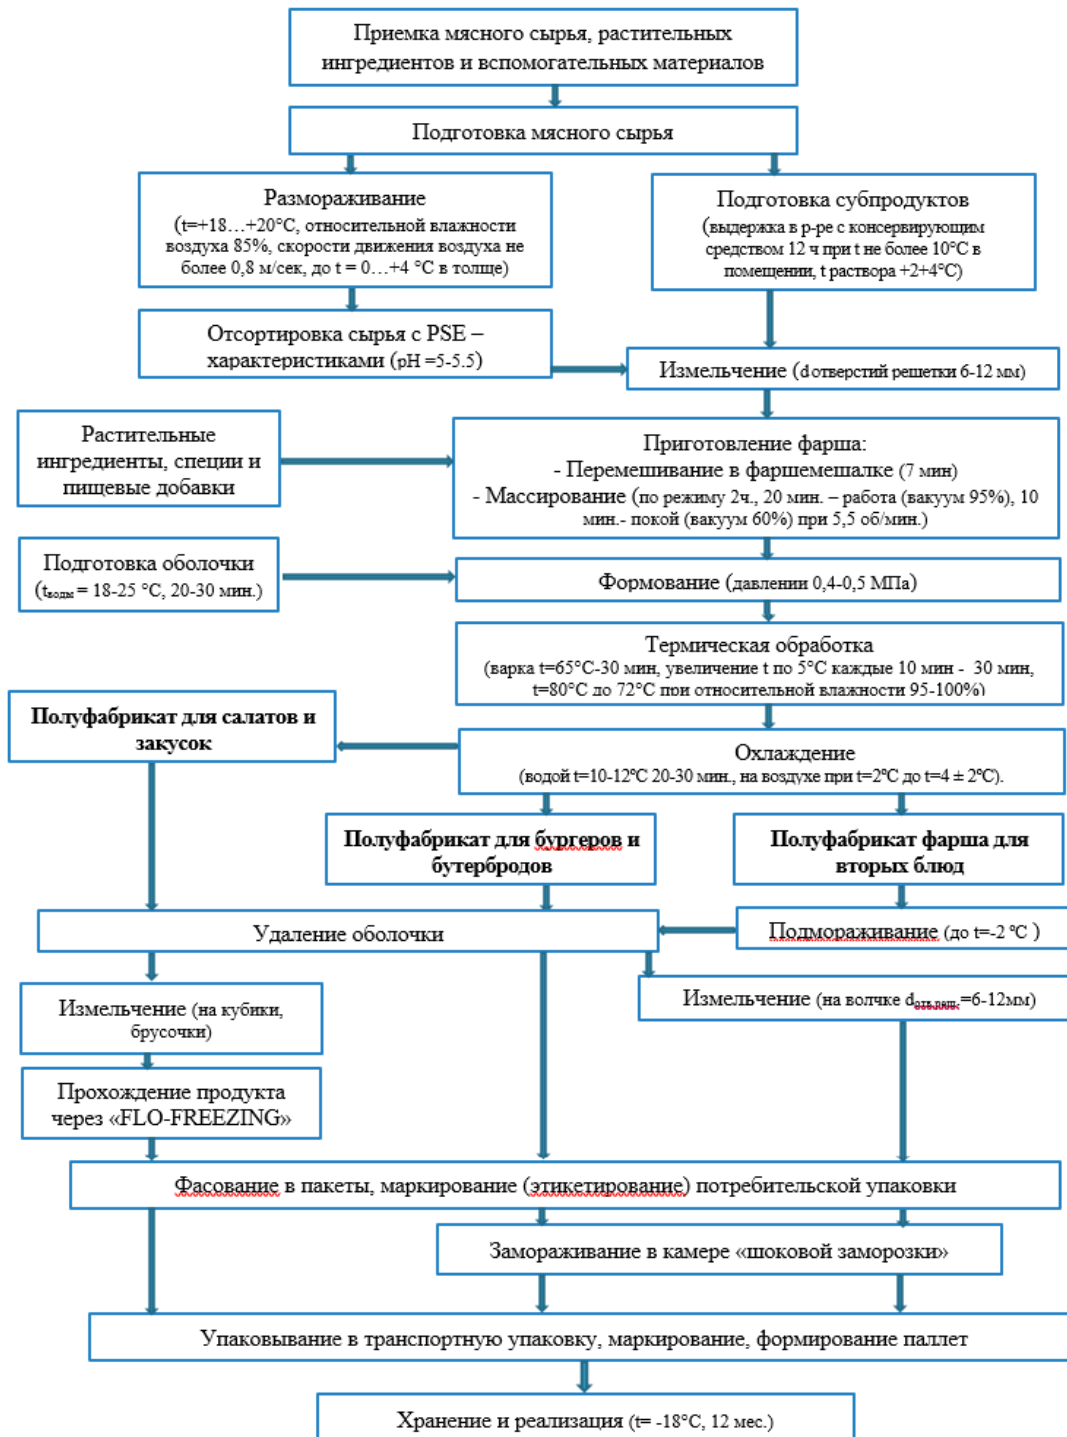 Приемка мясного сырья, растительных
ингредиентов и вспомогательных материалов
Подготовка мясного сырья
Размораживание
(t=+18…+20°С, относительной влажности
воздуха 85%, скорости движения воздуха не
более 0,8 м/сек, до t = 0…+4 °С в толще)
Подготовка субпродуктов
(выдержка в р-ре с консервирующим
средством 12 ч при t не более 10°С в
помещении, t раствора +2+4°С)
Отсортировка сырья с PSE –
характеристиками (рН =5-5.5)
Измельчение (d отверстий решетки 6-12 мм)
Растительные
ингредиенты, специи и
пищевые добавки
Приготовление фарша:
- Перемешивание в фаршемешалке (7 мин)
- Массирование (по режиму 2ч., 20 мин. – работа (вакуум 95%), 10
мин.- покой (вакуум 60%) при 5,5 об/мин.)
Подготовка оболочки
(tводы = 18-25 °С, 20-30 мин.)
Формование (давлении 0,4-0,5 МПа)
Термическая обработка
(варка t=65°С-30 мин, увеличение t по 5°С каждые 10 мин - 30 мин,
t=80°С до 72°С при относительной влажности 95-100%)
Полуфабрикат для салатов и
закусок
Охлаждение
(водой t=10-12°С 20-30 мин., на воздухе при t=2°С до t=4 ± 2°С).
Полуфабрикат для бургеров и
бутербродов
Полуфабрикат фарша для
вторых блюд
Удаление оболочки
Подмораживание (до t=-2 °С )
Измельчение (на кубики,
брусочки)
Измельчение (на волчке dотв.реш.=6-12мм)
Прохождение продукта
через «FLO-FREEZING»
Фасование в пакеты, маркирование (этикетирование) потребительской упаковки
Замораживание в камере «шоковой заморозки»
Упаковывание в транспортную упаковку, маркирование, формирование паллет
Хранение и реализация (t= -18°С, 12 мес.)